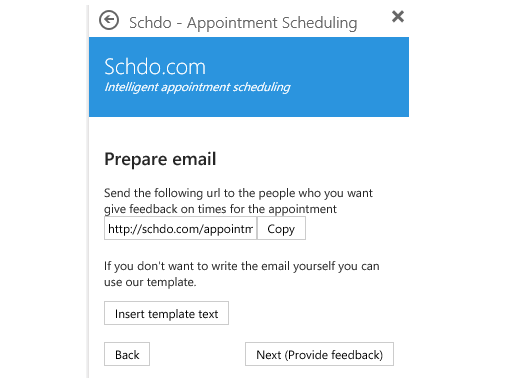 Schdo - Appointment Scheduling
Schdo.com
Intelligent appointment scheduling
Prepare email
Send the following url to the people who you want
give feedback on times for the appointment
http://schdo.com/appointm Copy
If you don't want to write the email yourself you can
use our template.
Insert template text
Back Next (Provide feedback)